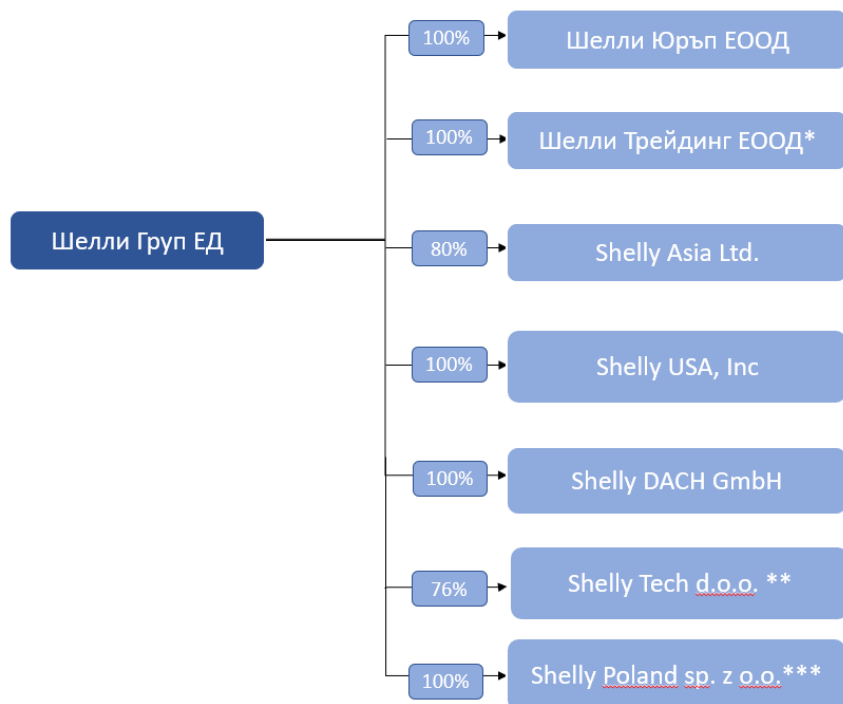 100%
Шелли Юръп ЕООД
100%
Шелли Трейдинг ЕООД*
Шелли Груп ЕД
80%
Shelly Asia Ltd.
100%
Shelly USA, Inc
100%
Shelly DACH GmbH
76%
Shelly Tech d.o.o. **
100%
Shelly Poland sp. z o.o.***